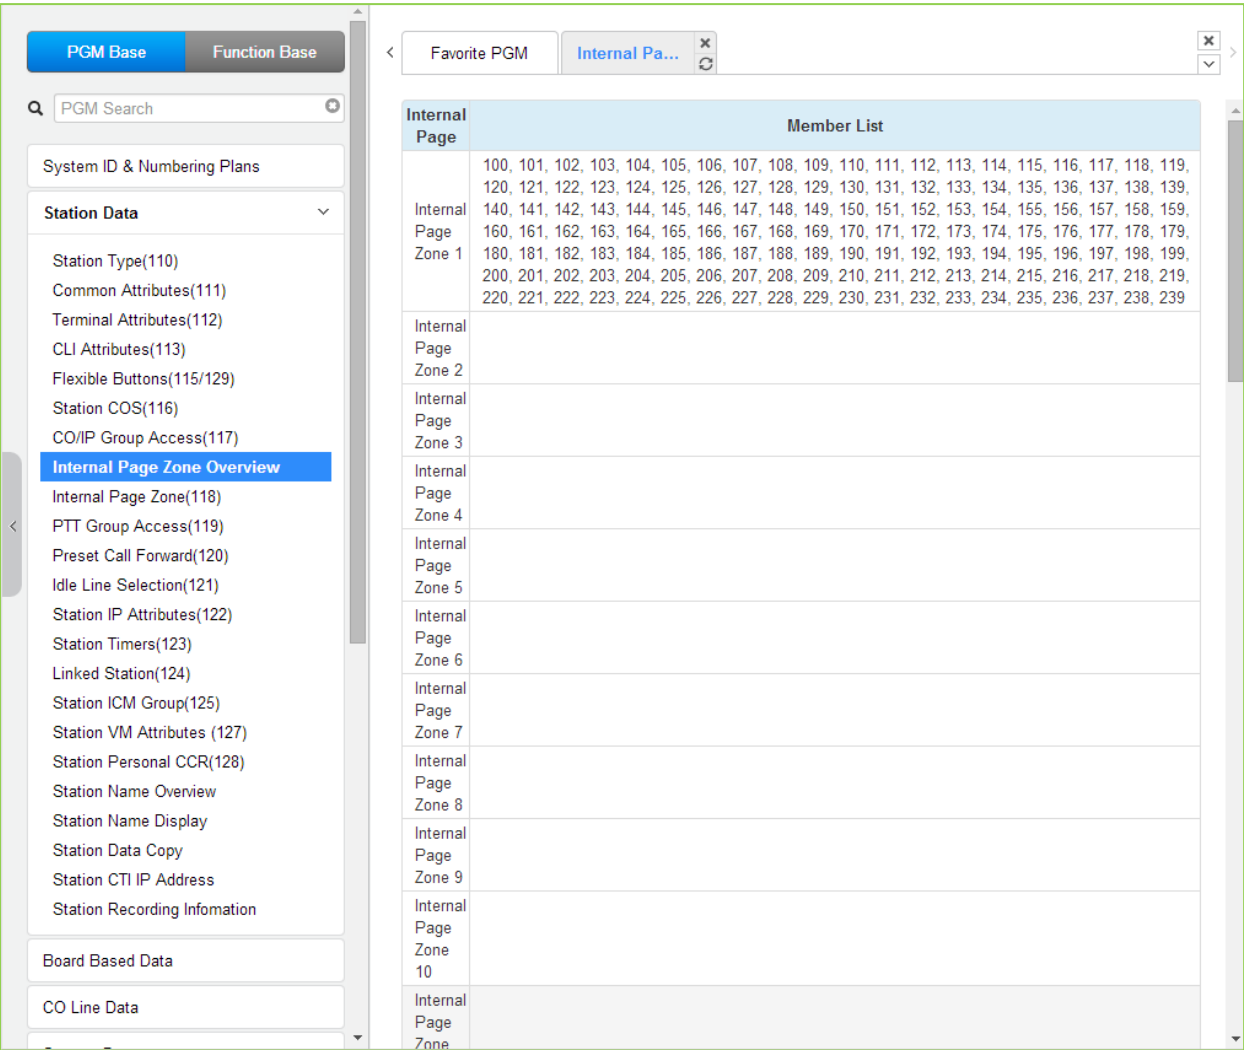 PGM Base
Function Base
PGM Search
System ID & Numbering Plans
Station Data
Station Type(110)
Common Attributes(111)
Terminal Attributes(112)
CLI Attributes(113)
Flexible Buttons(115/129)
Station COS(116)
CO/IP Group Access(117)
Internal Page Zone Overview
Internal Page Zone(118)
PTT Group Access(119)
Preset Call Forward(120)
Idle Line Selection(121)
Station IP Attributes(122)
Station Timers(123)
Linked Station(124)
Station ICM Group(125)
Station VM Attributes (127)
Station Personal CCR(128)
Station Name Overview
Station Name Display
Station Data Copy
Station CTI IP Address
Station Recording Infomation
Board Based Data
CO Line Data
Favorite PGM
Internal Pa...
Internal
Page
Member List
Internal
Page
Zone 1
100, 101, 102, 103, 104, 105, 106, 107, 108, 109, 110, 111, 112, 113, 114, 115, 116, 117, 118, 119,
120, 121, 122, 123, 124, 125, 126, 127, 128, 129, 130, 131, 132, 133, 134, 135, 136, 137, 138, 139,
140, 141, 142, 143, 144, 145, 146, 147, 148, 149, 150, 151, 152, 153, 154, 155, 156, 157, 158, 159,
160, 161, 162, 163, 164, 165, 166, 167, 168, 169, 170, 171, 172, 173, 174, 175, 176, 177, 178, 179,
180, 181, 182, 183, 184, 185, 186, 187, 188, 189, 190, 191, 192, 193, 194, 195, 196, 197, 198, 199,
200, 201, 202, 203, 204, 205, 206, 207, 208, 209, 210, 211, 212, 213, 214, 215, 216, 217, 218, 219,
220, 221, 222, 223, 224, 225, 226, 227, 228, 229, 230, 231, 232, 233, 234, 235, 236, 237, 238, 239
Internal
Page
Zone 2
Internal
Page
Zone 3
Internal
Page
Zone 4
Internal
Page
Zone 5
Internal
Page
Zone 6
Internal
Page
Zone 7
Internal
Page
Zone 8
Internal
Page
Zone 9
Internal
Page
Zone
10
Internal
Page
Zone